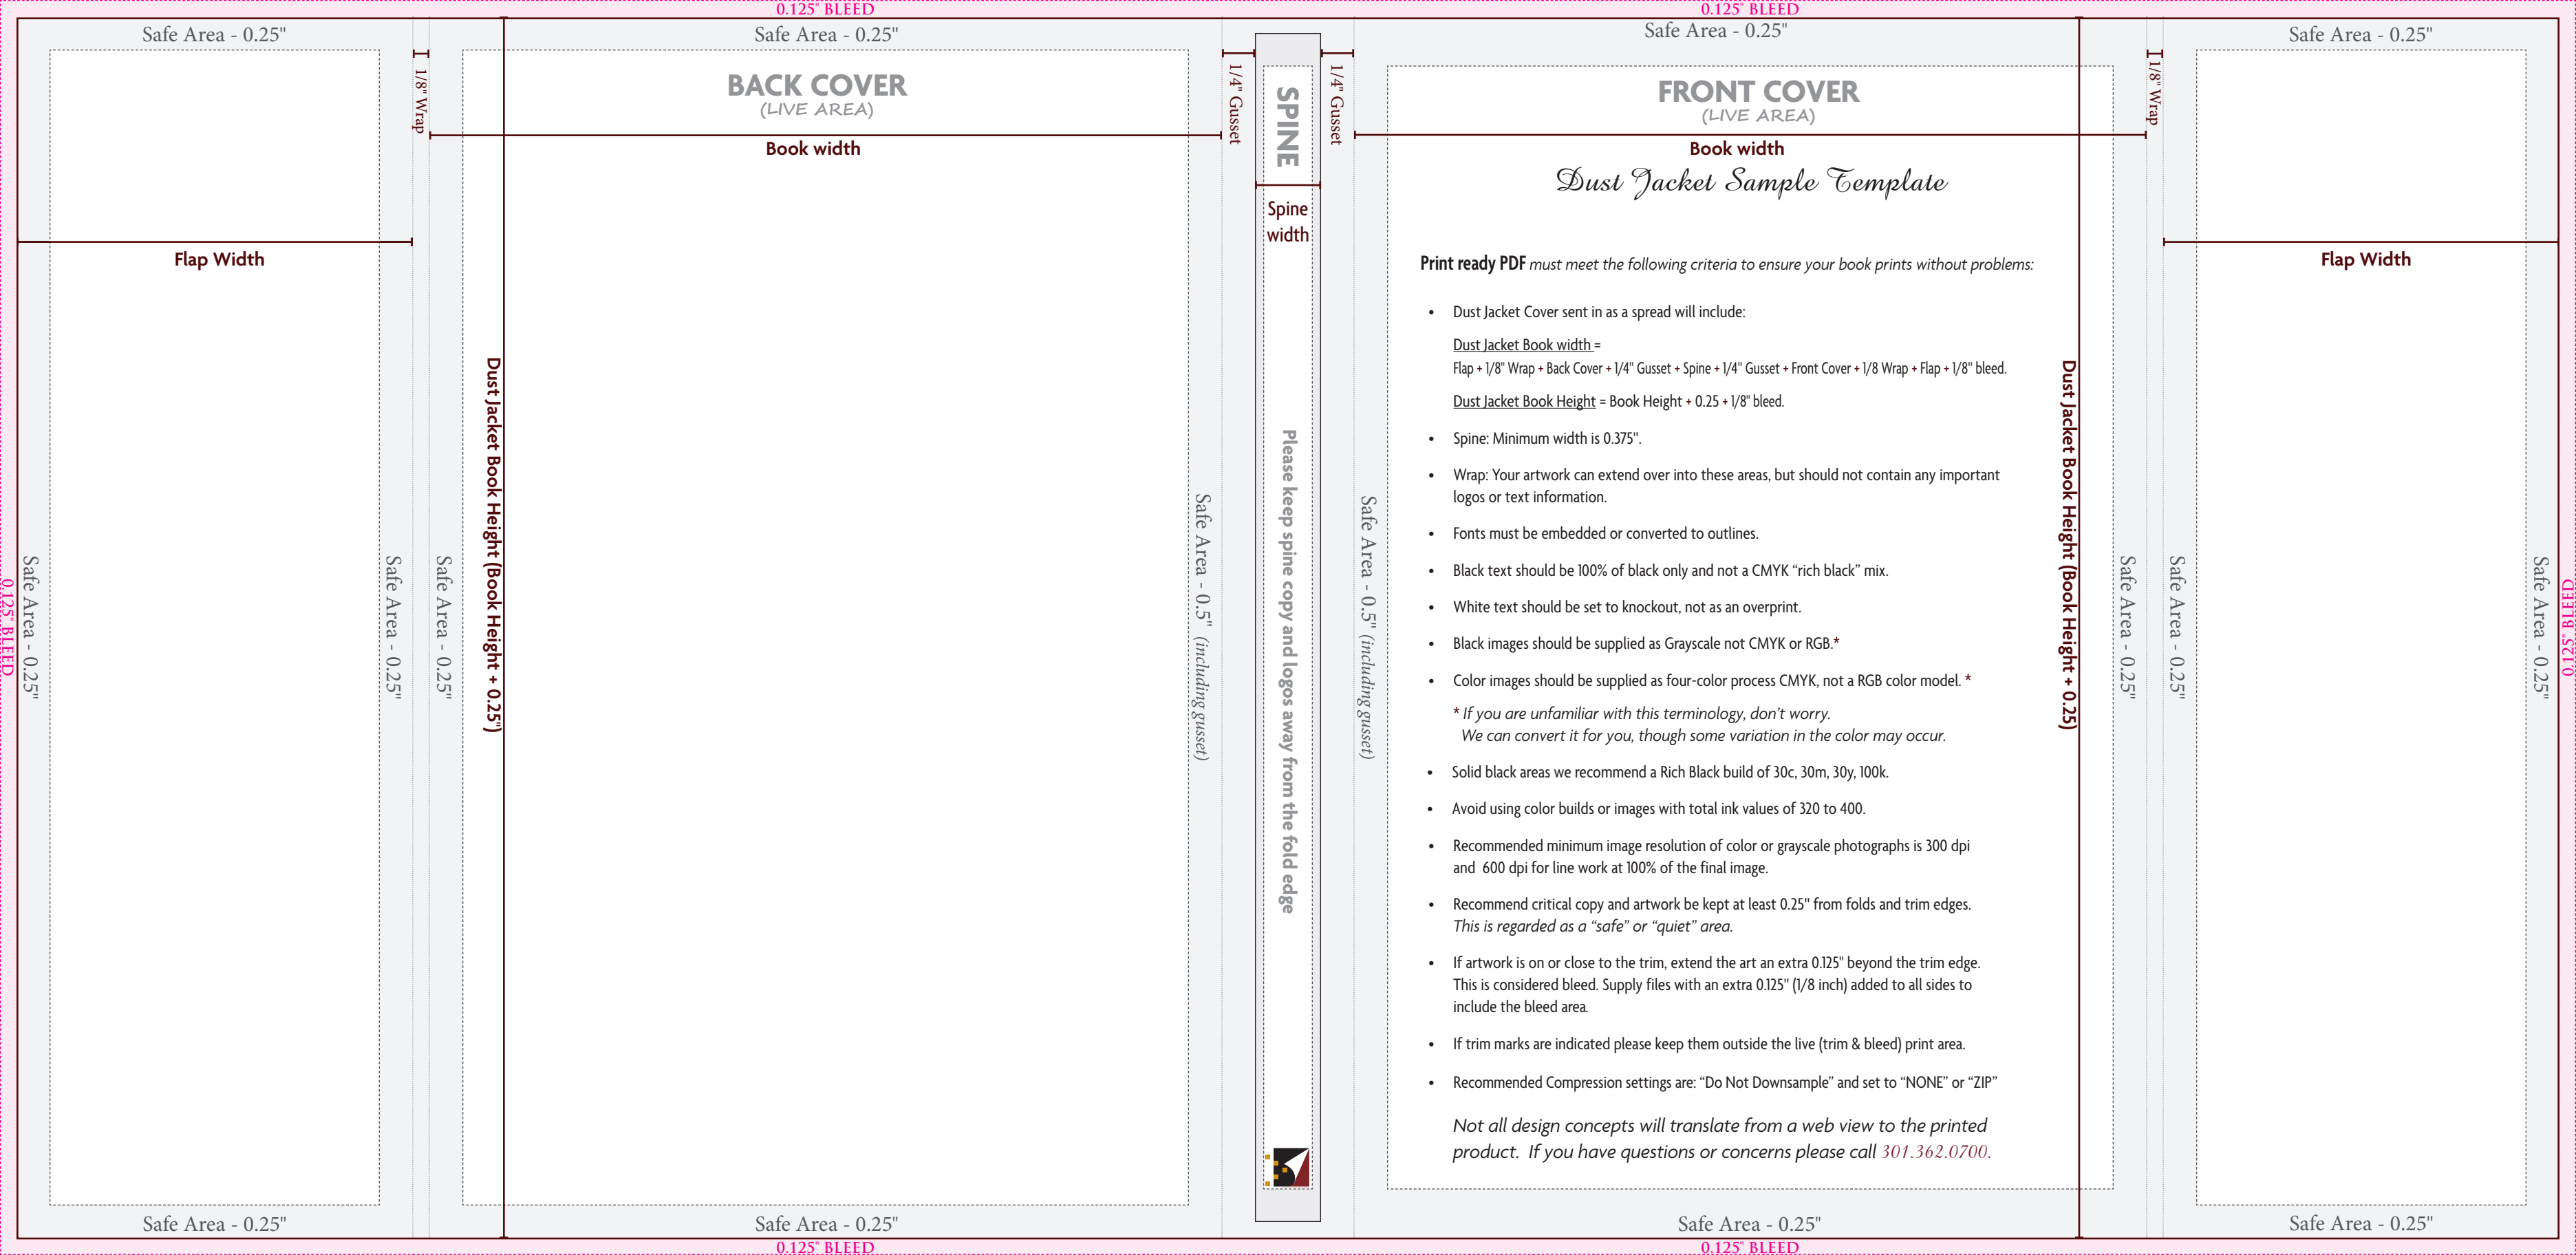 0.125" BLEED
0.125" BLEED
Safe Area - 0.25"
Safe Area - 0.25"
Safe Area - 0.25"
Safe Area - 0.25"
1/8" Wrap
BACK COVER
(LIVE AREA)
Book width
1/4" Gusset
SPINE
Spine
width
1/4" Gusset
FRONT COVER
(LIVE AREA)
Book width
1/8" Wrap
Flap Width
Flap Width
0.125" BLEED
Safe Area - 0.25"
Safe Area - 0.25"
Safe Area - 0.25"
Dust Jacket Book Height (Book Height + 0.25")
Safe Area - 0.5" (including gusset)
Please keep spine copy and logos away from the fold edge
Safe Area - 0.5" (including gusset)
Dust Jacket Sample Template
Print ready PDF must meet the following criteria to ensure your book prints without problems:
• Dust Jacket Cover sent in as a spread will include:
Dust Jacket Book width =
Flap + 1/8" Wrap + Back Cover + 1/4" Gusset + Spine + 1/4" Gusset + Front Cover + 1/8 Wrap + Flap + 1/8" bleed.
Dust Jacket Book Height = Book Height + 0.25 + 1/8" bleed.
• Spine: Minimum width is 0.375".
• Wrap: Your artwork can extend over into these areas, but should not contain any important
logos or text information.
• Fonts must be embedded or converted to outlines.
• Black text should be 100% of black only and not a CMYK “rich black” mix.
• White text should be set to knockout, not as an overprint.
• Black images should be supplied as Grayscale not CMYK or RGB.*
• Color images should be supplied as four-color process CMYK, not a RGB color model. *
* If you are unfamiliar with this terminology, don’t worry.
We can convert it for you, though some variation in the color may occur.
• Solid black areas we recommend a Rich Black build of 30c, 30m, 30y, 100k.
• Avoid using color builds or images with total ink values of 320 to 400.
• Recommended minimum image resolution of color or grayscale photographs is 300 dpi
and 600 dpi for line work at 100% of the final image.
• Recommend critical copy and artwork be kept at least 0.25" from folds and trim edges.
This is regarded as a “safe” or “quiet” area.
• If artwork is on or close to the trim, extend the art an extra 0.125" beyond the trim edge.
This is considered bleed. Supply files with an extra 0.125" (1/8 inch) added to all sides to
include the bleed area.
• If trim marks are indicated please keep them outside the live (trim & bleed) print area.
• Recommended Compression settings are: “Do Not Downsample” and set to “NONE” or “ZIP”
Not all design concepts will translate from a web view to the printed
product. If you have questions or concerns please call 301.362.0700.
Dust Jacket Book Height (Book Height + 0.25)
Safe Area - 0.25"
Safe Area - 0.25"
Safe Area - 0.25"
0.125" BLEED
Safe Area - 0.25"
Safe Area - 0.25"
Safe Area - 0.25"
Safe Area - 0.25"
0.125" BLEED
0.125" BLEED